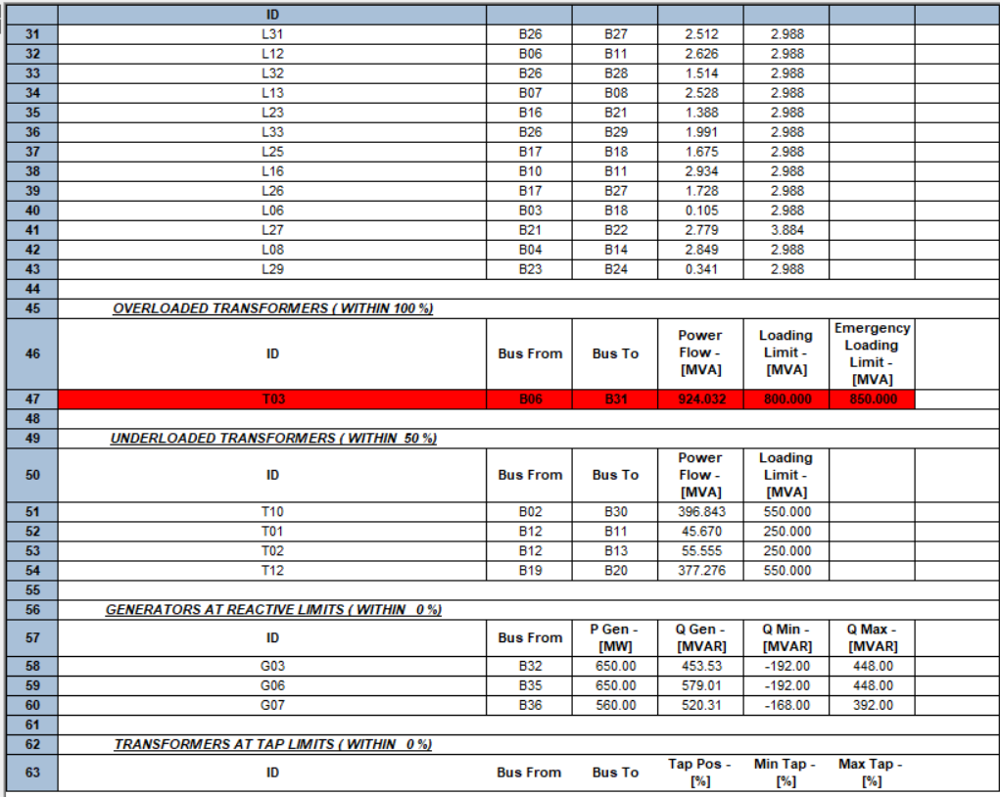 ID
31 L31 B26 B27 2.512 2.988
32 L12 B06 B11 2.626 2.988
33 L32 B26 B28 1.514 2.988
34 L13 B07 B08 2.528 2.988
35 L23 B16 B21 1.388 2.988
36 L33 B26 B29 1.991 2.988
37 L25 B17 B18 1.675 2.988
38 L16 B10 B11 2.934 2.988
39 L26 B17 B27 1.728 2.988
40 L06 B03 B18 0.105 2.988
41 L27 B21 B22 2.779 3.884
42 L08 B04 B14 2.849 2.988
43 L29 B23 B24 0.341 2.988
44
45 OVERLOADED TRANSFORMERS ( WITHIN 100 %)
46 ID Bus From Bus To Power Flow - [MVA] Loading Limit - [MVA] Emergency Loading Limit - [MVA]
47 T03 B06 B31 924.032 800.000 850.000
48
49 UNDERLOADED TRANSFORMERS ( WITHIN 50 %)
50 ID Bus From Bus To Power Flow - [MVA] Loading Limit - [MVA]
51 T10 B02 B30 396.843 550.000
52 T01 B12 B11 45.670 250.000
53 T02 B12 B13 55.555 250.000
54 T12 B19 B20 377.276 550.000
55
56 GENERATORS AT REACTIVE LIMITS ( WITHIN 0 %)
57 ID Bus From P Gen - [MW] Q Gen - [MVAR] Q Min - [MVAR] Q Max - [MVAR]
58 G03 B32 650.00 453.53 -192.00 448.00
59 G06 B35 650.00 579.01 -192.00 448.00
60 G07 B36 560.00 520.31 -168.00 392.00
61
62 TRANSFORMERS AT TAP LIMITS ( WITHIN 0 %)
63 ID Bus From Bus To Tap Pos - [%] Min Tap - [%] Max Tap - [%]